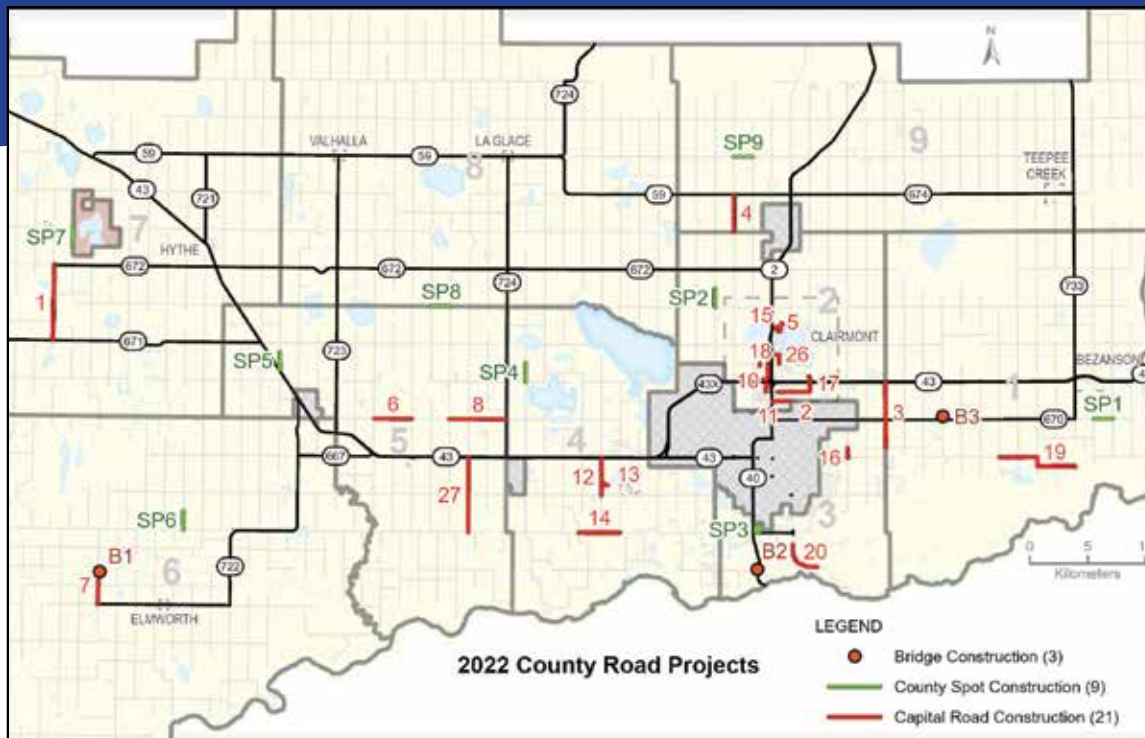 N
724
9
SP9
VALHALLA
LA GLACE
TEEPEE
CREEK
59
59
8
43
721
59
674
4
SP7
7
HYTHE
672
672
724
672
2
733
SP8
SP2
2
1
15
5
CLAIRMONT
671
723
18
26
BEZANSON
SP5
SP4
10
17
43X
43
1
6
8
11
2
3
B3
670
SP1
5
4
667
43
43
16
19
12
13
40
27
SP6
14
3
SP3
B2
20
B1
722
6
7
0
Kilometers
ELMWORTH
LEGEND
2022 County Road Projects
Bridge Construction (3)
County Spot Construction (9)
Capital Road Construction (21)